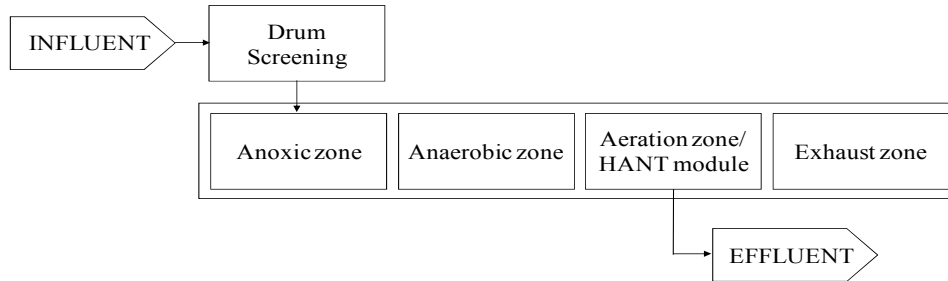 INFLUENT
Drum
Screening
Anoxic zone
Anaerobic zone
Aeration zone/
HANT module
Exhaust zone
EFFLUENT